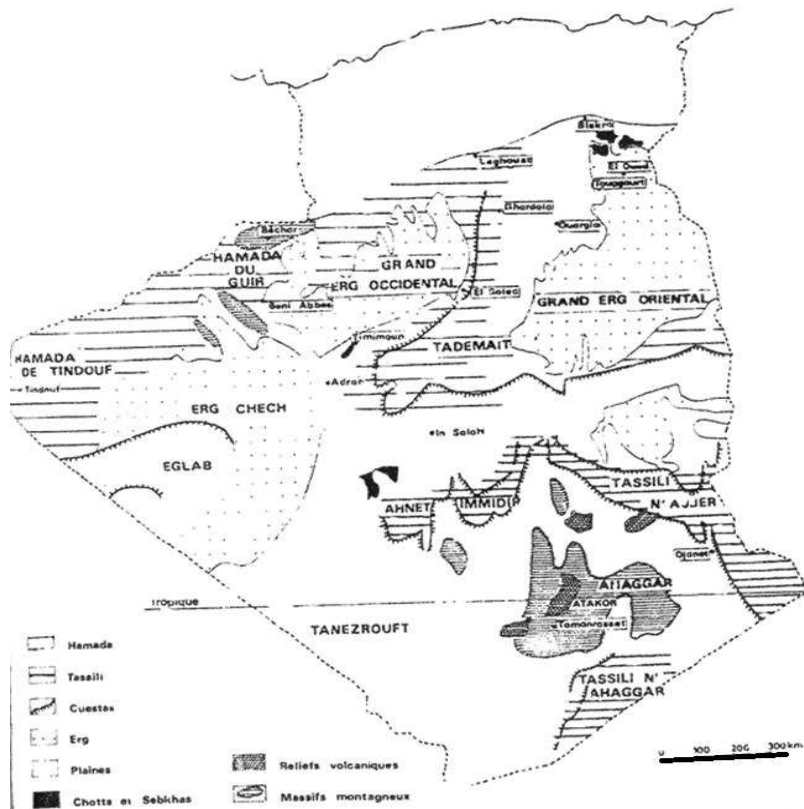 Biskra
Laghouat
El Oued
Touggourt
Ghardaia
Ouargla
Béchar
HAMADA
DU
GUIR
GRAND
ERG OCCIDENTAL
Beni Abbes
El Golea
GRAND ERG ORIENTAL
Timimoun
TADEMAIT
HAMADA
DE TINDOUF
Tindouf
Adrar
ERG CHECH
In Salah
EGLAB
TASSILI
N'AJJER
AHNET
IMMIDIR
Djanet
Tropique
AHAGGAR
ATAKOR
TANEZROUFT
Tamanrasset
TASSILI N'
AHAGGAR
Hamada
Tassili
Cuestas
Erg
Plaines
Chotts et Sebkhas
Reliefs volcaniques
Massifs montagneux
0 100 200 300 km